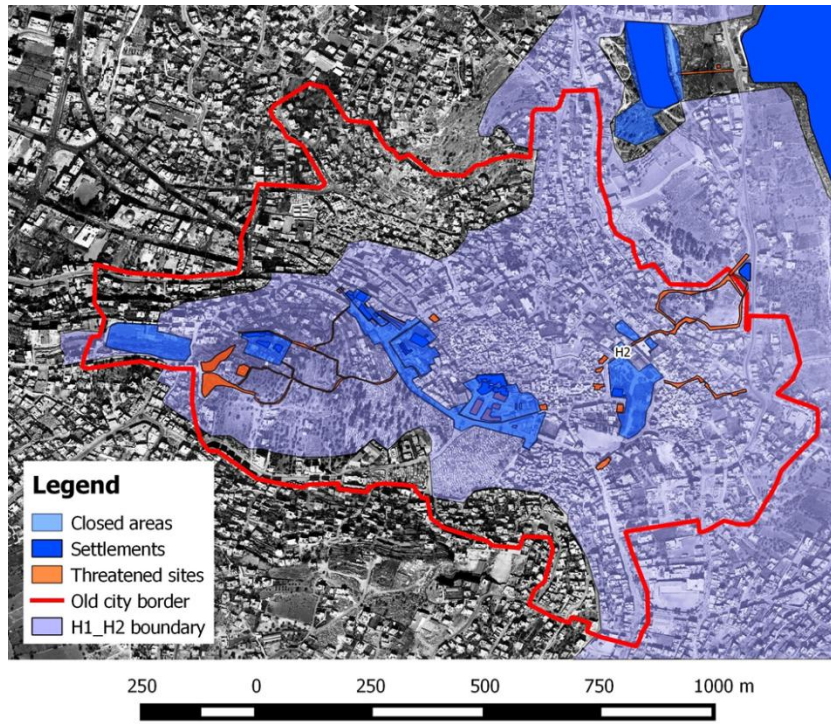 H2
Legend
Closed areas
Settlements
Threatened sites
Old city border
H1_H2 boundary
250 0 250 500 750 1000 m